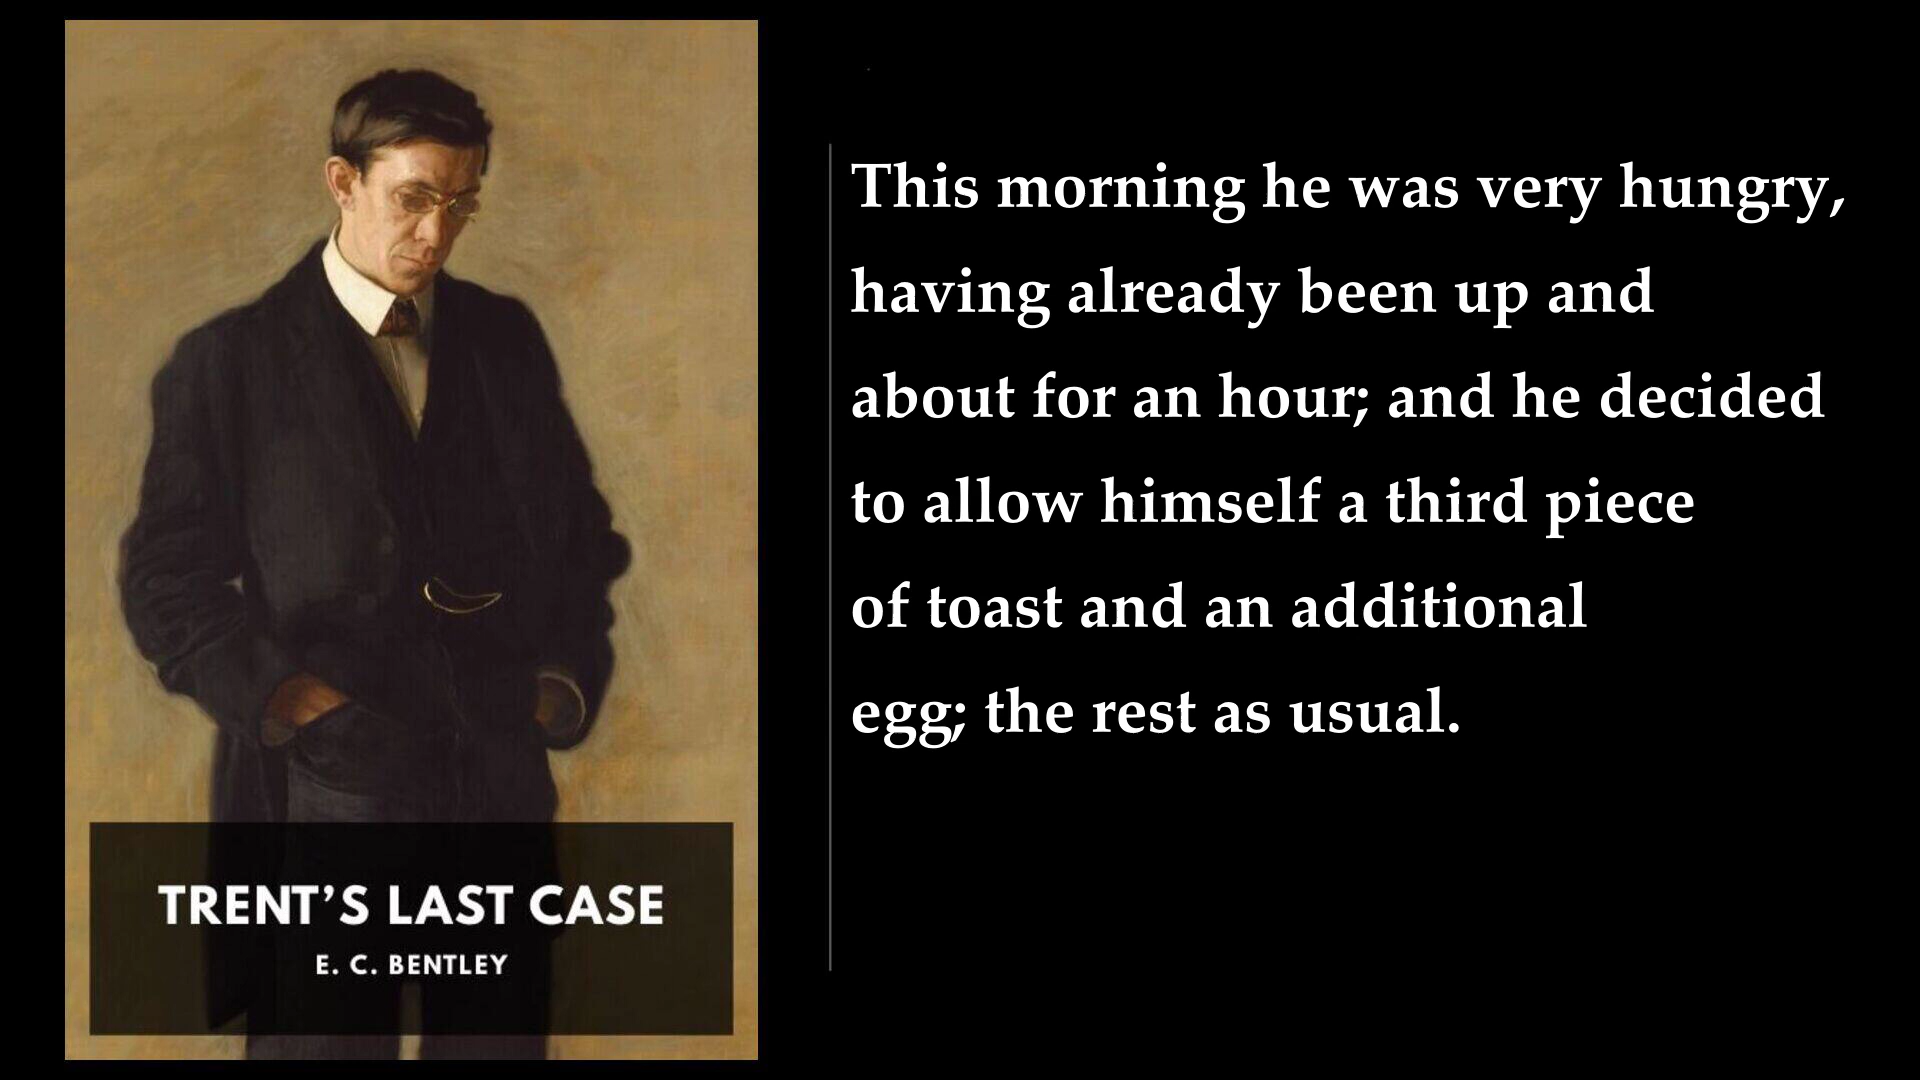 TRENT’S LAST CASE
E. C. BENTLEY
This morning he was very hungry,
having already been up and
about for an hour; and he decided
to allow himself a third piece
of toast and an additional
egg; the rest as usual.